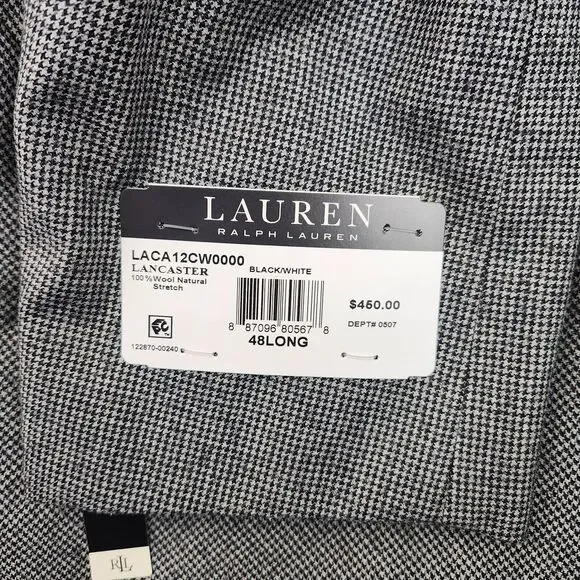 LAUREN
RALPH LAUREN
LACA12CW0000
LANCASTER
100%Wool Natural
Stretch
BLACK/WHITE
8 87096 80567 8
48LONG
$450.00
DEPT# 0507
122870-00240
RLL